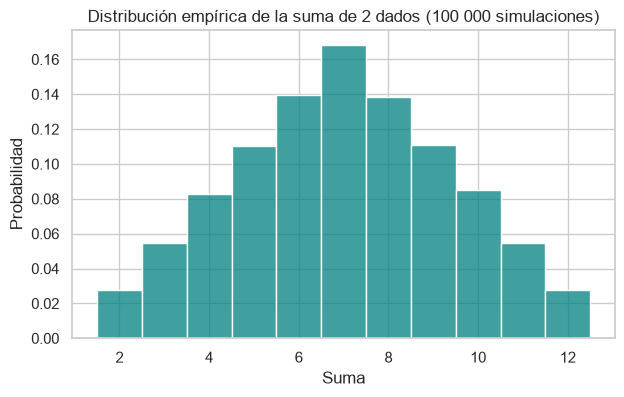 Distribución empírica de la suma de 2 dados (100 000 simulaciones)
Probabilidad
0.16
0.14
0.12
0.10
0.08
0.06
0.04
0.02
0.00
2 4 6 8 10 12
Suma